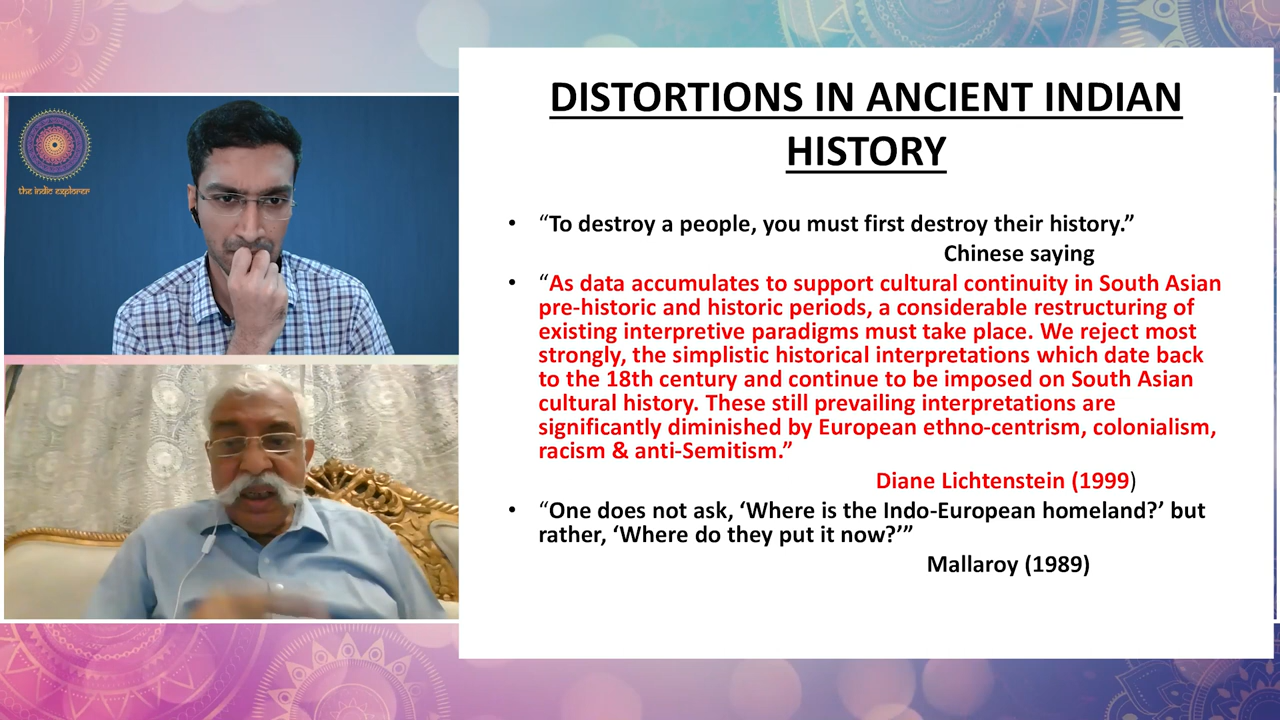 the indic explorer
DISTORTIONS IN ANCIENT INDIAN
HISTORY
• “To destroy a people, you must first destroy their history.”
Chinese saying
• “As data accumulates to support cultural continuity in South Asian
pre-historic and historic periods, a considerable restructuring of
existing interpretive paradigms must take place. We reject most
strongly, the simplistic historical interpretations which date back
to the 18th century and continue to be imposed on South Asian
cultural history. These still prevailing interpretations are
significantly diminished by European ethno-centrism, colonialism,
racism & anti-Semitism.”
Diane Lichtenstein (1999)
• “One does not ask, ‘Where is the Indo-European homeland?’ but
rather, ‘Where do they put it now?’”
Mallaroy (1989)